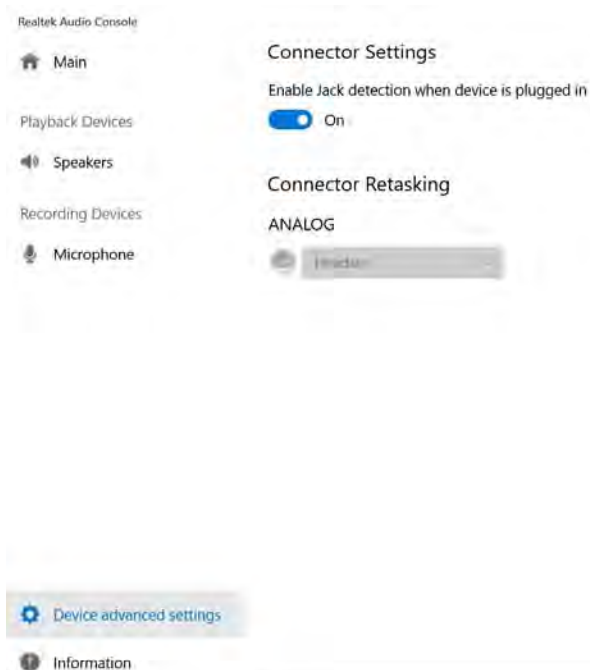 Realtek Audio Console
Main
Playback Devices
Speakers
Recording Devices
Microphone
Device advanced settings
Information
Connector Settings
Enable Jack detection when device is plugged in
On
Connector Retasking
ANALOG